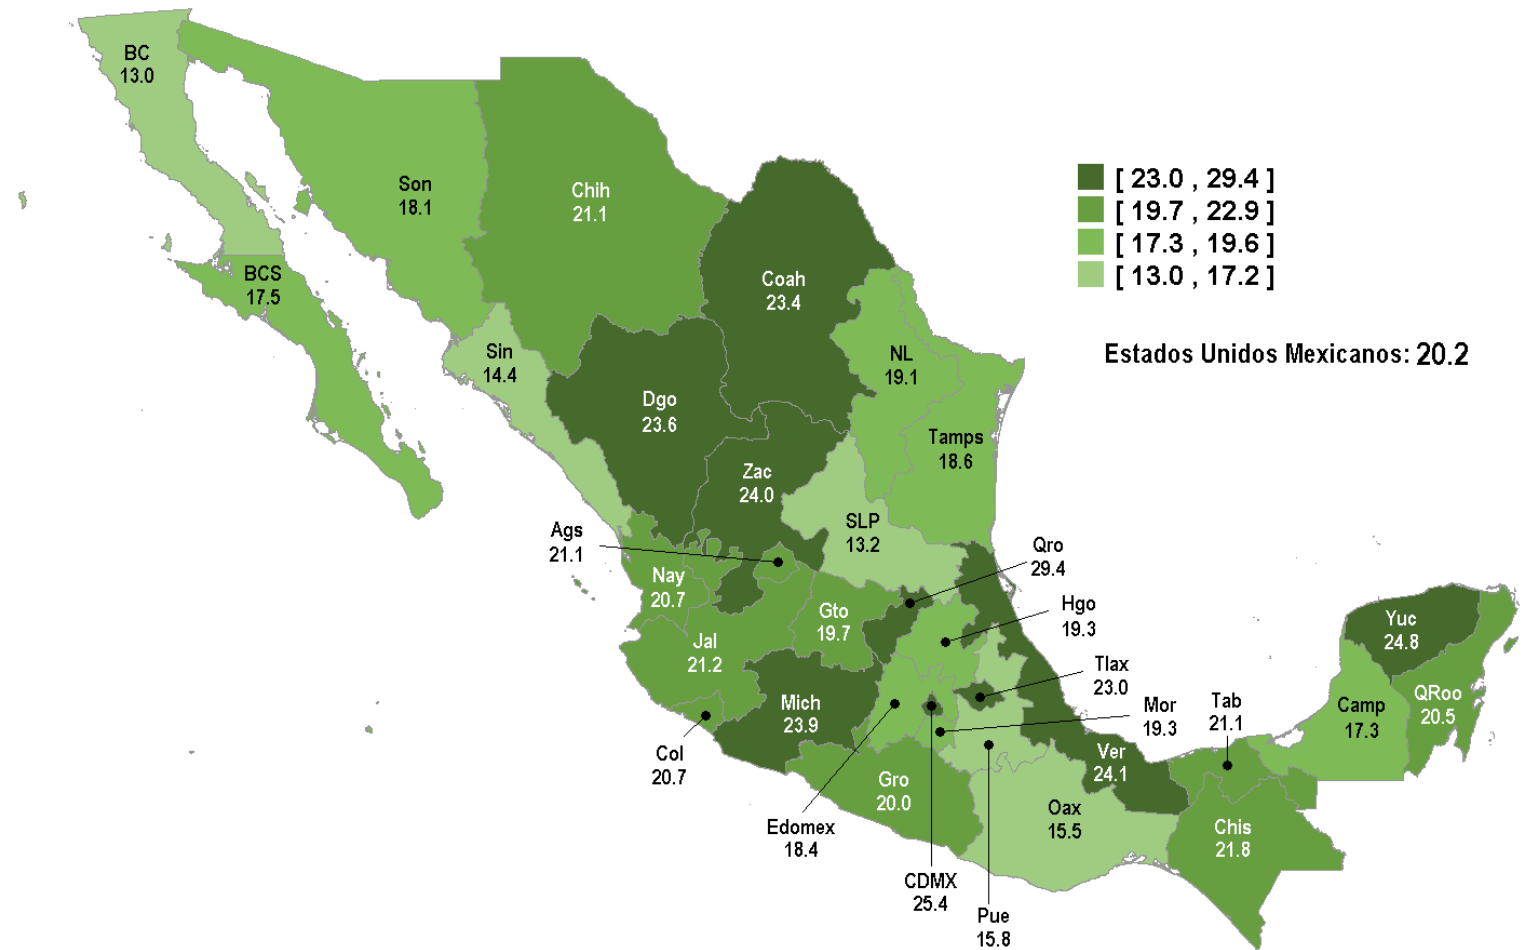 BC
13.0
Son
18.1
Chih
21.1
[ 23.0 , 29.4 ]
[ 19.7 , 22.9 ]
[ 17.3 , 19.6 ]
[ 13.0 , 17.2 ]
BCS
17.5
Coah
23.4
Estados Unidos Mexicanos: 20.2
Sin
14.4
NL
19.1
Dgo
23.6
Tamps
18.6
Zac
24.0
SLP
13.2
Ags
21.1
Qro
29.4
Nay
20.7
Gto
19.7
Hgo
19.3
Yuc
24.8
Jal
21.2
Tlax
23.0
Mich
23.9
Mor
19.3
Tab
21.1
Camp
17.3
QRoo
20.5
Col
20.7
Ver
24.1
Gro
20.0
Oax
15.5
Edomex
18.4
Chis
21.8
CDMX
25.4
Pue
15.8